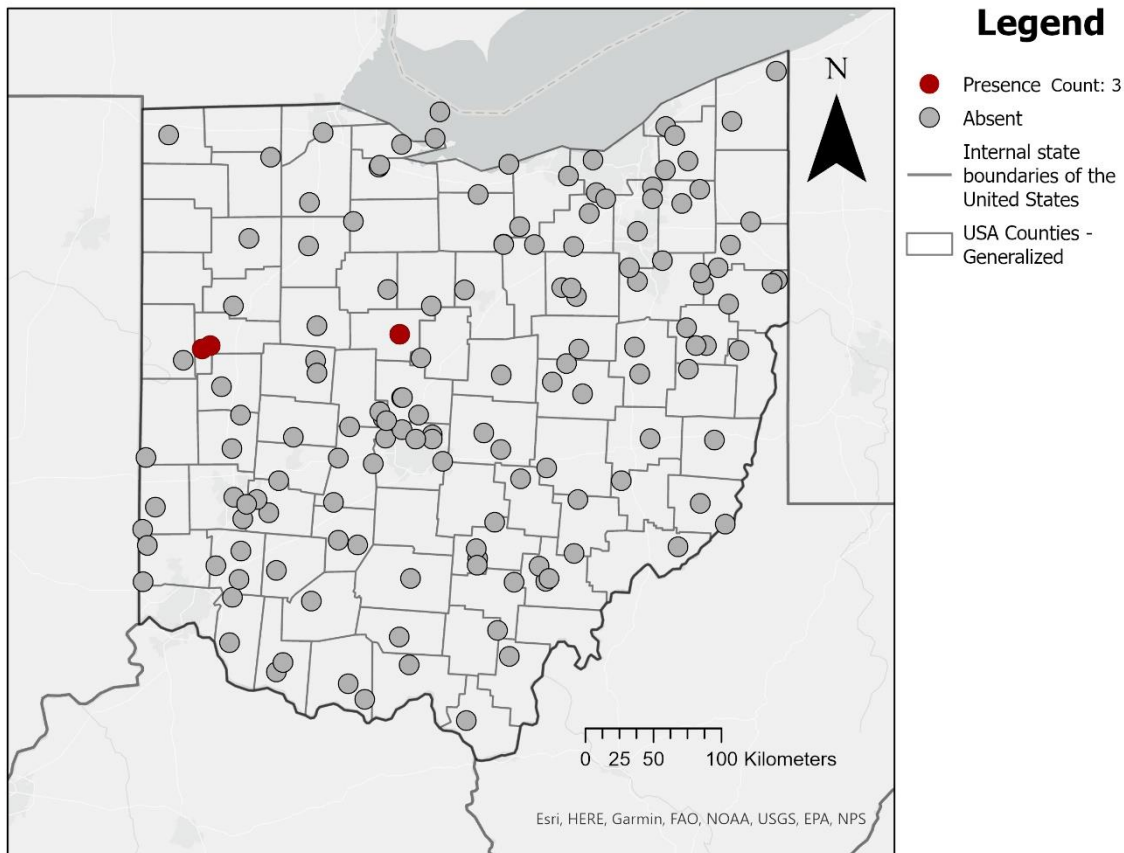 Legend
N
Presence Count: 3
Absent
Internal state
boundaries of the
United States
USA Counties -
Generalized
0 25 50 100 Kilometers
Esri, HERE, Garmin, FAO, NOAA, USGS, EPA, NPS